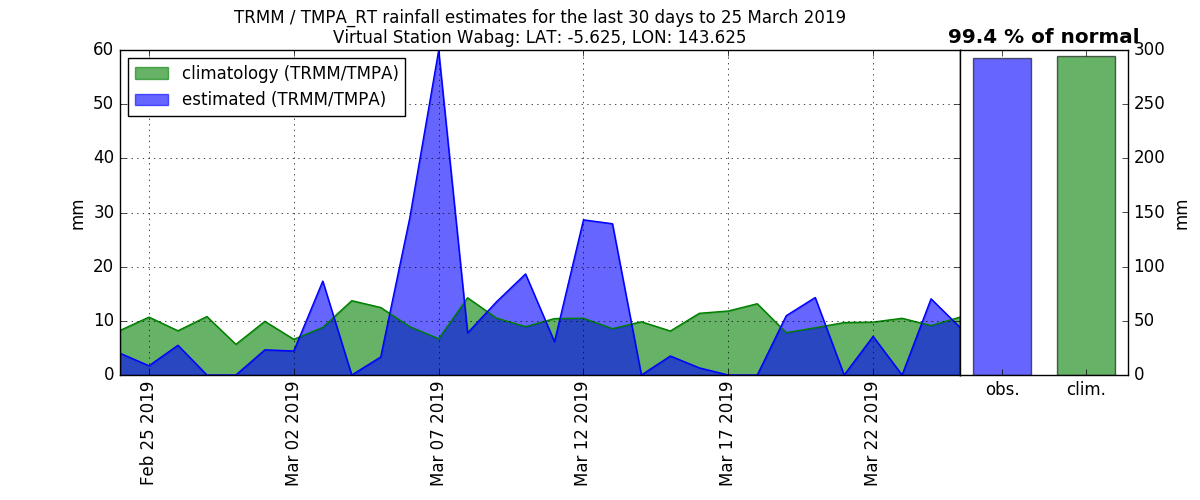 TRMM / TMPA_RT rainfall estimates for the last 30 days to 25 March 2019
Virtual Station Wabag: LAT: -5.625, LON: 143.625
99.4 % of normal
climatology (TRMM/TMPA)
estimated (TRMM/TMPA)
60
50
40
30
20
10
0
mm
Feb 25 2019
Mar 02 2019
Mar 07 2019
Mar 12 2019
Mar 17 2019
Mar 22 2019
obs.
clim.
300
250
200
150
100
50
0
mm